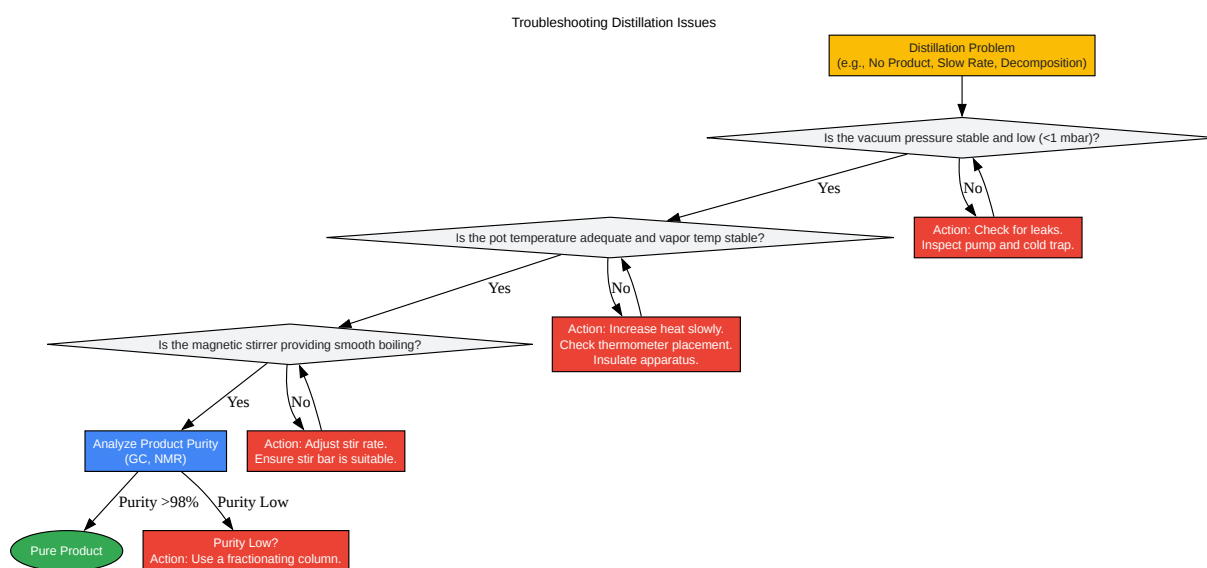 Troubleshooting Distillation Issues
Distillation Problem
(e.g., No Product, Slow Rate, Decomposition)
Is the vacuum pressure stable and low (<1 mbar)?
Yes
No
Action: Check for leaks.
Inspect pump and cold trap.
Is the pot temperature adequate and vapor temp stable?
Yes
No
Action: Increase heat slowly.
Check thermometer placement.
Insulate apparatus.
Is the magnetic stirrer providing smooth boiling?
Yes
No
Analyze Product Purity
(GC, NMR)
Action: Adjust stir rate.
Ensure stir bar is suitable.
Purity >98%
Purity Low
Pure Product
Purity Low?
Action: Use a fractionating column.